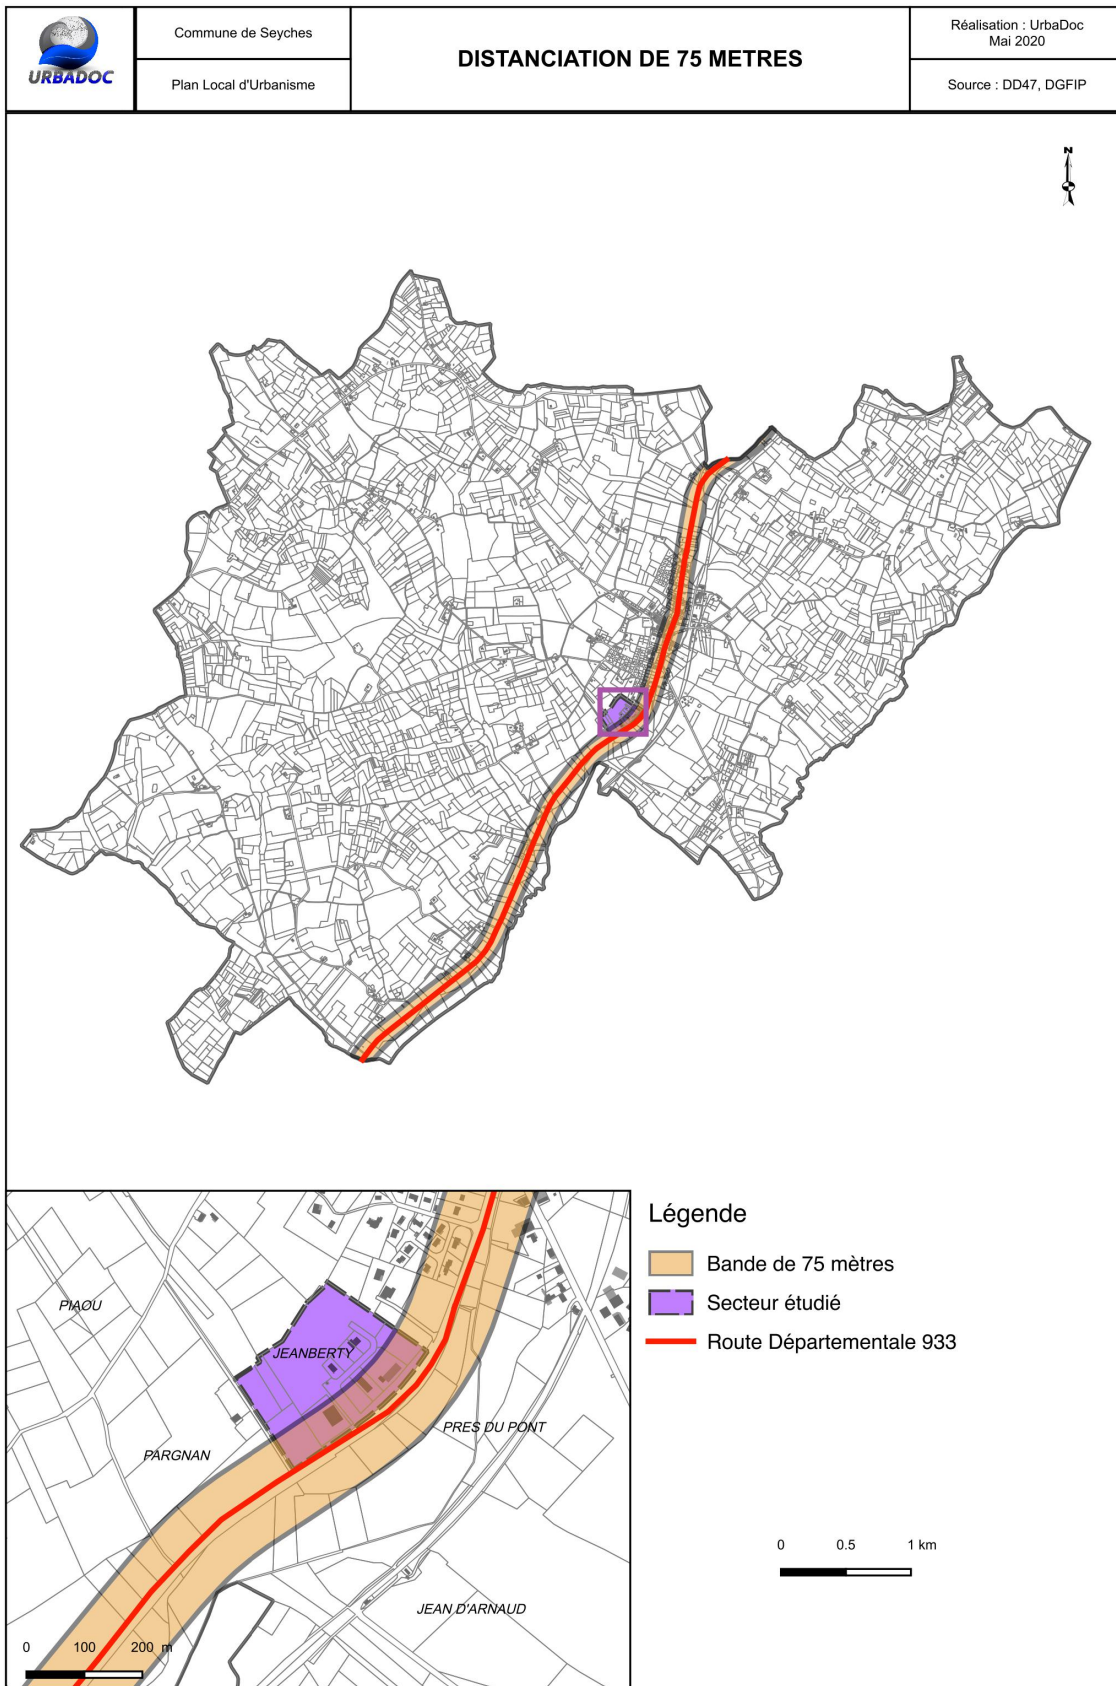 URBADOC
Commune de Seyches
Plan Local d'Urbanisme
DISTANCIATION DE 75 METRES
Réalisation : UrbaDoc
Mai 2020
Source : DD47, DGFIP
N
PIAOU
JEANBERTY
PARGNAN
PRES DU PONT
JEAN D'ARNAUD
0 100 200 m
Légende
Bande de 75 mètres
Secteur étudié
Route Départementale 933
0 0.5 1 km